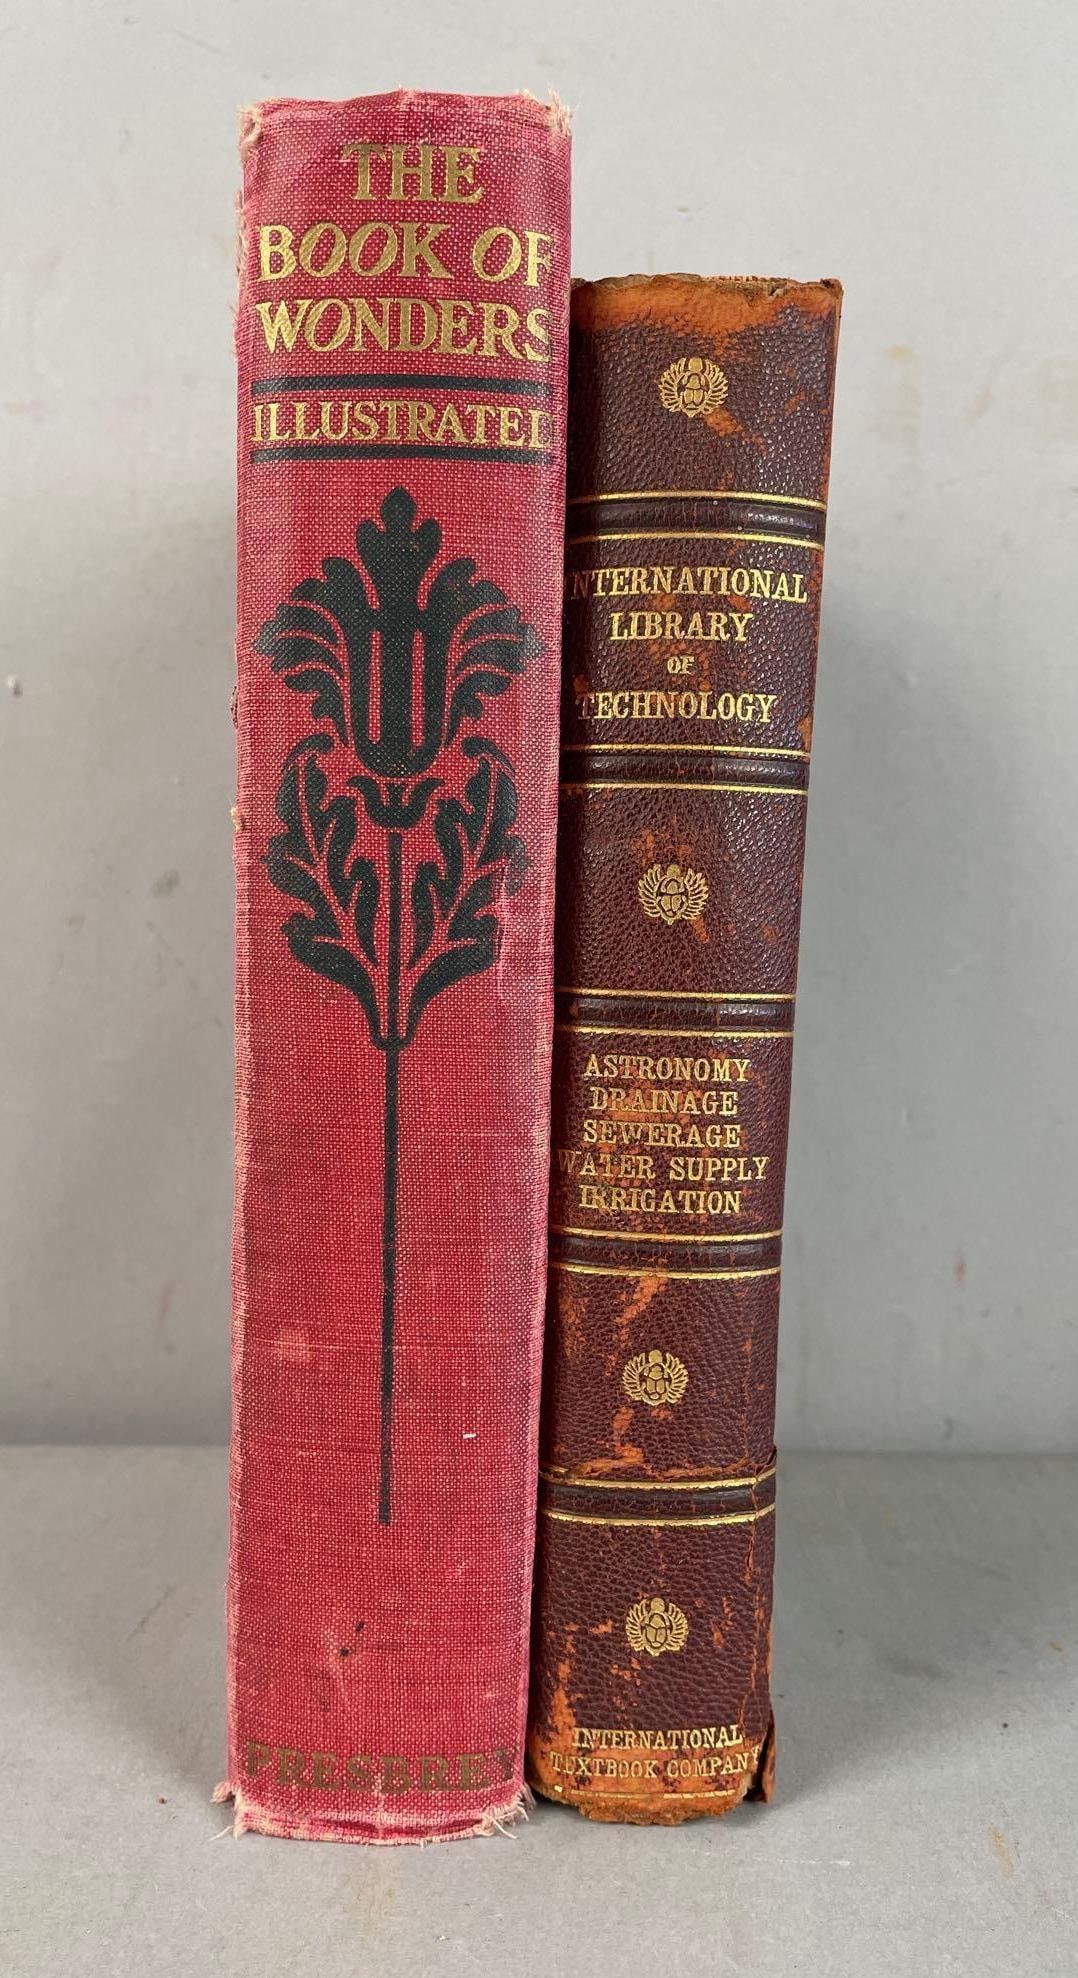 THE
BOOK OF
WONDERS
ILLUSTRATED
PRESBREY
INTERNATIONAL
LIBRARY
OF
TECHNOLOGY
ASTRONOMY
DRAINAGE
SEWERAGE
WATER SUPPLY
IRRIGATION
INTERNATIONAL
TEXTBOOK COMPANY